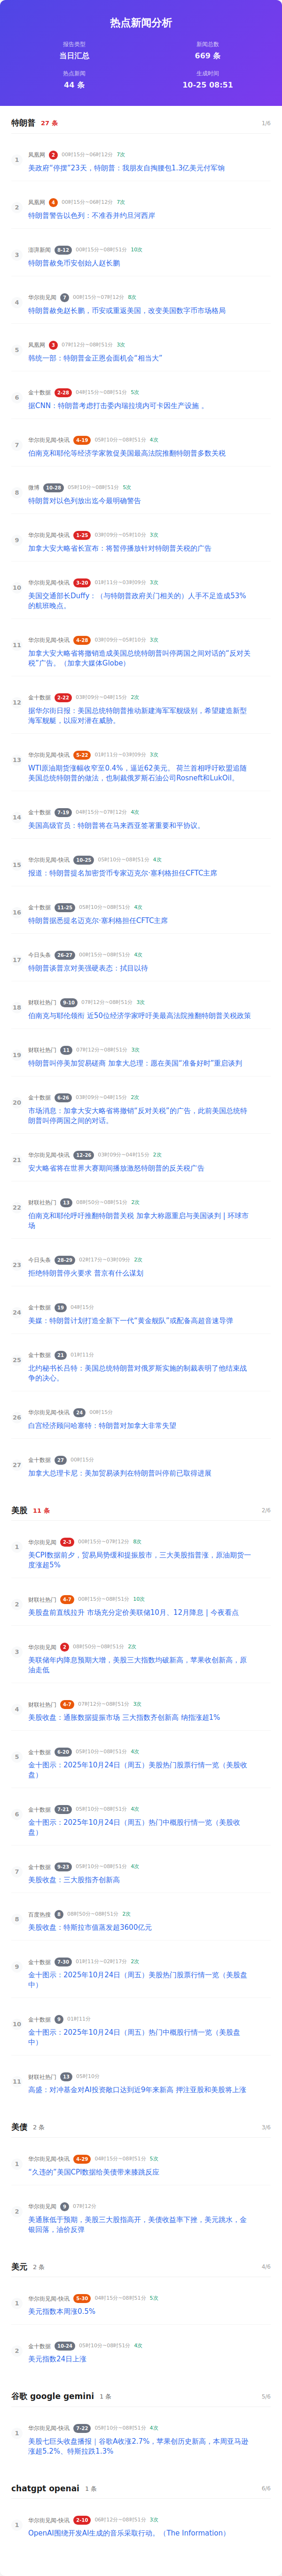 热点新闻分析
报告类型
新闻总数
当日汇总
669 条
热点新闻
生成时间
44 条
10-25 08:51
特朗普 27 条 1/6
1
凤凰网 2 00时15分~06时12分 7次
美政府“停摆”23天，特朗普：我朋友自掏腰包1.3亿美元付军饷
2
凤凰网 4 00时15分~06时12分 7次
特朗普警告以色列：不准吞并约旦河西岸
3
澎湃新闻 8-12 00时15分~08时51分 10次
特朗普赦免币安创始人赵长鹏
4
华尔街见闻 7 00时15分~07时12分 8次
特朗普赦免赵长鹏，币安或重返美国，改变美国数字币市场格局
5
凤凰网 3 07时12分~08时51分 3次
韩统一部：特朗普金正恩会面机会“相当大”
6
金十数据 2-28 04时15分~08时51分 5次
据CNN：特朗普考虑打击委内瑞拉境内可卡因生产设施 。
7
华尔街见闻-快讯 4-19 05时10分~08时51分 4次
伯南克和耶伦等经济学家敦促美国最高法院推翻特朗普多数关税
8
微博 10-28 05时10分~08时51分 5次
特朗普对以色列放出迄今最明确警告
9
华尔街见闻-快讯 1-25 03时09分~05时10分 3次
加拿大安大略省长宣布：将暂停播放针对特朗普关税的广告
10
华尔街见闻-快讯 3-20 01时11分~03时09分 3次
美国交通部长Duffy：（与特朗普政府关门相关的）人手不足造成53%
的航班晚点。
11
华尔街见闻-快讯 4-28 03时09分~05时10分 3次
加拿大安大略省将撤销造成美国总统特朗普叫停两国之间对话的“反对关
税”广告。（加拿大媒体Globe）
12
金十数据 2-22 03时09分~04时15分 2次
据华尔街日报：美国总统特朗普推动新建海军军舰级别，希望建造新型
海军舰艇，以应对潜在威胁。
13
华尔街见闻-快讯 5-22 01时11分~03时09分 3次
WTI原油期货涨幅收窄至0.4%，逼近62美元。 荷兰首相呼吁欧盟追随
美国总统特朗普的做法，也制裁俄罗斯石油公司Rosneft和LukOil。
14
金十数据 7-19 04时15分~07时12分 4次
美国高级官员：特朗普将在马来西亚签署重要和平协议。
15
华尔街见闻-快讯 10-25 05时10分~08时51分 4次
报道：特朗普提名加密货币专家迈克尔·塞利格担任CFTC主席
16
金十数据 11-25 05时10分~08时51分 4次
特朗普据悉提名迈克尔·塞利格担任CFTC主席
17
今日头条 26-27 00时15分~08时51分 4次
特朗普谈普京对美强硬表态：拭目以待
18
财联社热门 9-10 07时12分~08时51分 3次
伯南克与耶伦领衔 近50位经济学家呼吁美最高法院推翻特朗普关税政策
19
财联社热门 11 07时12分~08时51分 3次
特朗普叫停美加贸易磋商 加拿大总理：愿在美国“准备好时”重启谈判
20
金十数据 6-26 03时09分~04时15分 2次
市场消息：加拿大安大略省将撤销“反对关税”的广告，此前美国总统特
朗普叫停两国之间的对话。
21
华尔街见闻-快讯 12-26 03时09分~04时15分 2次
安大略省将在世界大赛期间播放激怒特朗普的反关税广告
22
财联社热门 13 08时50分~08时51分 2次
伯南克和耶伦呼吁推翻特朗普关税 加拿大称愿重启与美国谈判 | 环球市
场
23
今日头条 28-29 02时17分~03时09分 2次
拒绝特朗普停火要求 普京有什么谋划
24
金十数据 19 04时15分
美媒：特朗普计划打造全新下一代“黄金舰队”或配备高超音速导弹
25
金十数据 21 01时11分
北约秘书长吕特：美国总统特朗普对俄罗斯实施的制裁表明了他结束战
争的决心。
26
华尔街见闻-快讯 24 00时15分
白宫经济顾问哈塞特：特朗普对加拿大非常失望
27
金十数据 27 00时15分
加拿大总理卡尼：美加贸易谈判在特朗普叫停前已取得进展
美股 11 条 2/6
1
华尔街见闻 2-3 00时15分~07时12分 8次
美CPI数据前夕，贸易局势缓和提振股市，三大美股指普涨，原油期货一
度涨超5%
2
财联社热门 4-7 00时15分~08时51分 10次
美股盘前直线拉升 市场充分定价美联储10月、12月降息 | 今夜看点
3
华尔街见闻 2 08时50分~08时51分 2次
美联储年内降息预期大增，美股三大指数均破新高，苹果收创新高，原
油走低
4
财联社热门 4-7 07时12分~08时51分 3次
美股收盘：通胀数据提振市场 三大指数齐创新高 纳指涨超1%
5
金十数据 6-20 05时10分~08时51分 4次
金十图示：2025年10月24日（周五）美股热门股票行情一览（美股收
盘）
6
金十数据 7-21 05时10分~08时51分 4次
金十图示：2025年10月24日（周五）热门中概股行情一览（美股收
盘）
7
金十数据 9-23 05时10分~08时51分 4次
美股收盘：三大股指齐创新高
8
百度热搜 8 08时50分~08时51分 2次
美股收盘：特斯拉市值蒸发超3600亿元
9
金十数据 7-30 01时11分~02时17分 2次
金十图示：2025年10月24日（周五）美股热门股票行情一览（美股盘
中）
10
金十数据 8 01时11分
金十图示：2025年10月24日（周五）热门中概股行情一览（美股盘
中）
11
财联社热门 13 05时10分
高盛：对冲基金对AI投资敞口达到近9年来新高 押注亚股和美股将上涨
美债 2 条 3/6
1
华尔街见闻-快讯 4-29 04时15分~08时51分 5次
“久违的”美国CPI数据给美债带来膝跳反应
2
华尔街见闻 9 07时12分
美通胀低于预期，美股三大股指高开，美债收益率下挫，美元跳水，金
银回落，油价反弹
美元 2 条 4/6
1
华尔街见闻-快讯 5-30 04时15分~08时51分 5次
美元指数本周涨0.5%
2
金十数据 10-24 05时10分~08时51分 4次
美元指数24日上涨
谷歌 google gemini 1 条 5/6
1
华尔街见闻-快讯 7-22 05时10分~08时51分 4次
美股七巨头收盘播报｜谷歌A收涨2.7%，苹果创历史新高，本周亚马逊
涨超5.2%、特斯拉跌1.3%
chatgpt openai 1 条 6/6
1
华尔街见闻-快讯 2-10 06时12分~08时51分 3次
OpenAI围绕开发AI生成的音乐采取行动。（The Information）